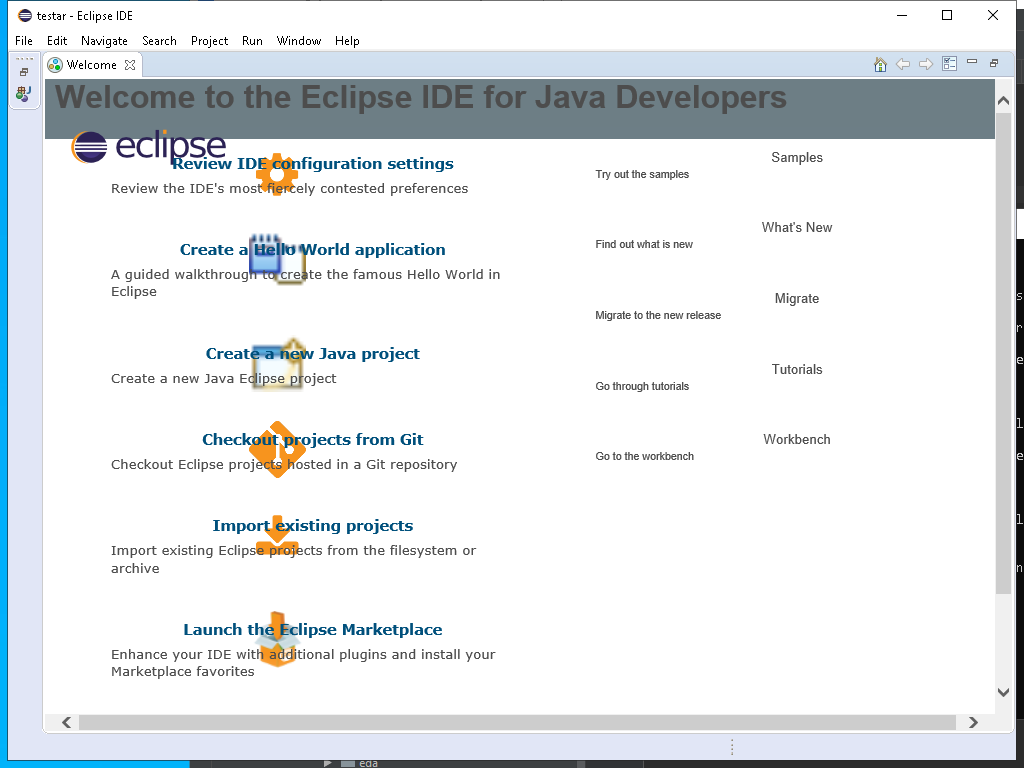 testar - Eclipse IDE
File Edit Navigate Search Project Run Window Help
Welcome
Welcome to the Eclipse IDE for Java Developers
eclipse
Review IDE configuration settings
Review the IDE's most fiercely contested preferences
Create a Hello World application
A guided walkthrough to create the famous Hello World in
Eclipse
Create a new Java project
Create a new Java Eclipse project
Checkout projects from Git
Checkout Eclipse projects hosted in a Git repository
Import existing projects
Import existing Eclipse projects from the filesystem or
archive
Launch the Eclipse Marketplace
Enhance your IDE with additional plugins and install your
Marketplace favorites
Samples
Try out the samples
What's New
Find out what is new
Migrate
Migrate to the new release
Tutorials
Go through tutorials
Workbench
Go to the workbench
eda